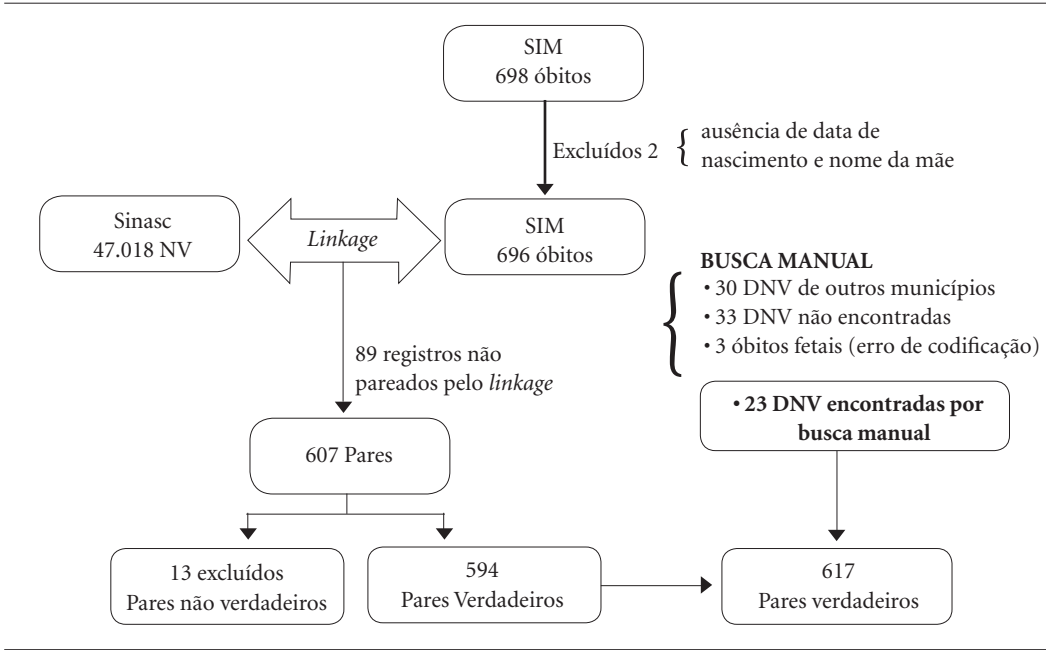 SIM
698 óbitos
Excluídos 2
{
ausência de data de
nascimento e nome da mãe
Sinasc
47.018 NV
Linkage
SIM
696 óbitos
BUSCA MANUAL
• 30 DNV de outros municípios
• 33 DNV não encontradas
• 3 óbitos fetais (erro de codificação)
{
89 registros não
pareados pelo linkage
• 23 DNV encontradas por
busca manual
607 Pares
13 excluídos
Pares não verdadeiros
594
Pares Verdadeiros
617
Pares verdadeiros